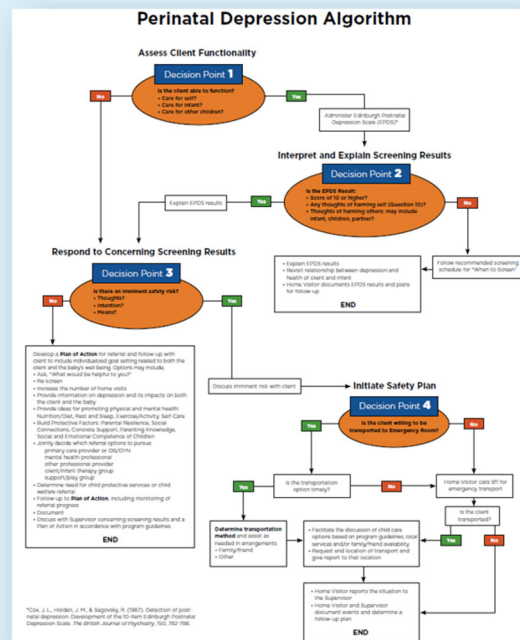 Perinatal Depression Algorithm
Assess Client Functionality
Decision Point 1
Is the client able to function?
• Care for self?
• Care for infant?
• Care for other children?
No
Yes
Administer Edinburgh Postnatal
Depression Scale (EPDS)*
Interpret and Explain Screening Results
Decision Point 2
Is the EPDS Result:
• Score of 10 or higher?
• Any thoughts of harming self (Question 10)?
• Thoughts of harming others: may include
infant, children, partner?
Explain EPDS results
Yes
No
• Explain EPDS results
• Revisit relationship between depression and
health of client and infant
• Home Visitor documents EPDS results and plans
for follow-up
END
Follow recommended screening
schedule for "When to Screen"
Respond to Concerning Screening Results
Decision Point 3
Is there an imminent safety risk?
• Thoughts?
• Intention?
• Means?
No
Yes
Develop a Plan of Action for referral and follow-up with
client to include individualized goal setting related to both the
client and the baby's well being. Options may include:
• Ask, "What would be helpful to you?"
• Re-screen
• Increase the number of home visits
• Provide information on depression and its impacts on both
the client and the baby
• Provide ideas for promoting physical and mental health:
Nutrition/Diet, Rest and Sleep, Exercise/Activity, Self-Care
• Build Protective Factors: Parental Resilience, Social
Connections, Concrete Support, Parenting Knowledge,
Social and Emotional Competence of Children
• Jointly decide which referral options to pursue:
primary care provider or OB/GYN
mental health professional
other professional provider
client/infant therapy group
support/play group
• Determine need for child protective services or child
welfare referral
• Follow up to Plan of Action, including monitoring of
referral progress
• Document
• Discuss with Supervisor concerning screening results and a
Plan of Action in accordance with program guidelines
END
Discuss imminent risk with client
Initiate Safety Plan
Decision Point 4
Is the client willing to be
transported to Emergency Room?
Yes
No
Is the transportation
option timely?
Yes
No
Home Visitor calls 911 for
emergency transport
Is the client
transported?
Yes
No
Determine transportation
method and assist as
needed in arrangements
• Family/friend
• Other
• Facilitate the discussion of child care
options based on program guidelines, local
services and/or family/friend availability
• Request end location of transport and
give report to that location
• Home Visitor reports the situation to
the Supervisor
• Home Visitor and Supervisor
document events and determine a
follow-up plan
END
*Cox, J. L., Holden, J. M., & Sagovsky, R. (1987). Detection of post-
natal depression. Development of the 10-item Edinburgh Postnatal
Depression Scale. The British Journal of Psychiatry, 150, 782-786.